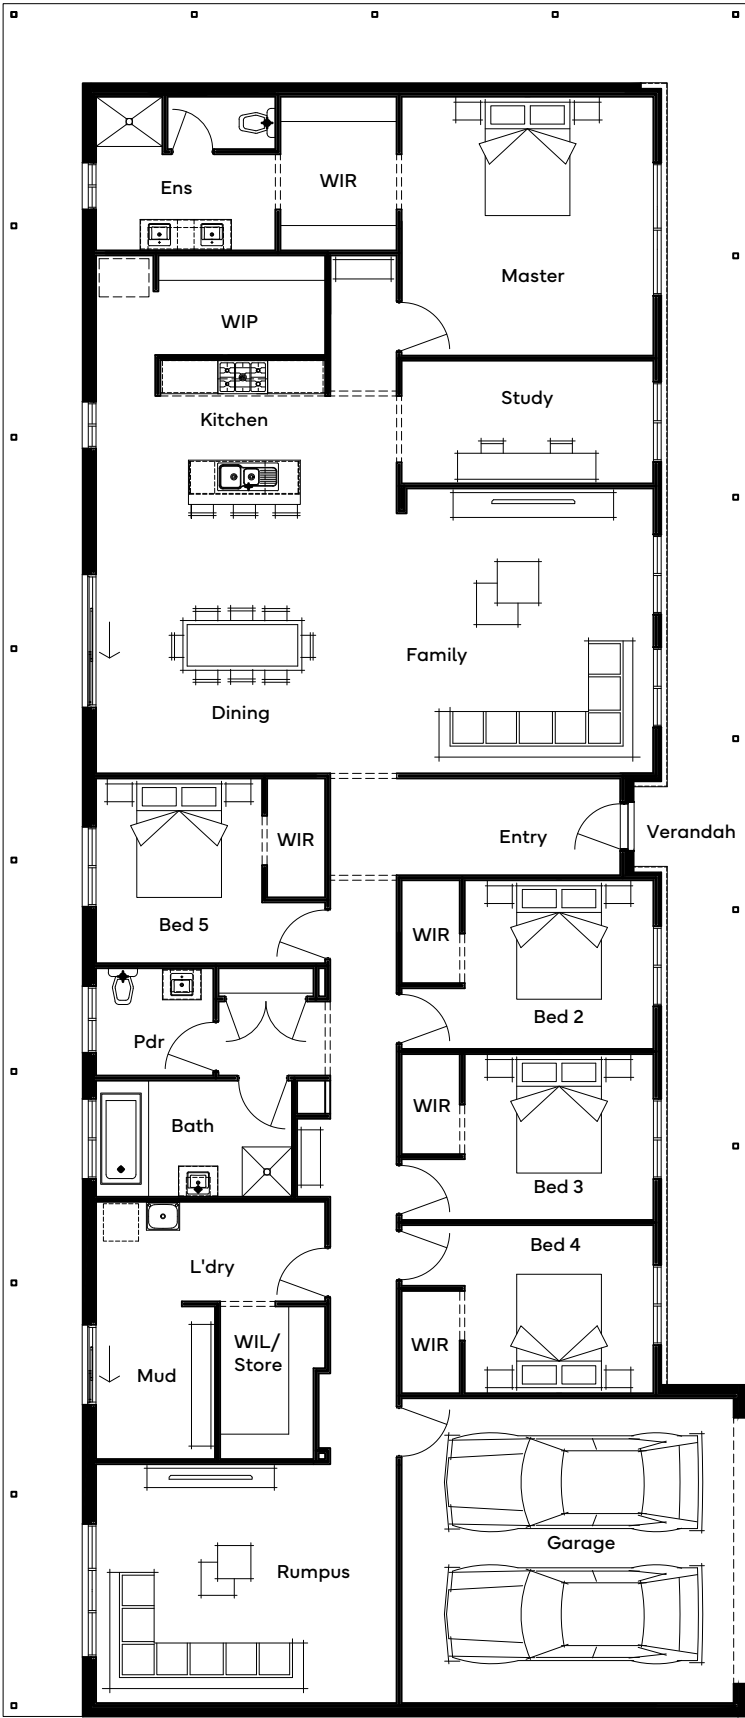 Ens
WIR
Master
WIP
Study
Kitchen
Family
Dining
WIR
Entry
Verandah
Bed 5
WIR
Bed 2
Pdr
WIR
Bath
Bed 3
Bed 4
L'dry
WIL/
Store
WIR
Mud
Garage
Rumpus